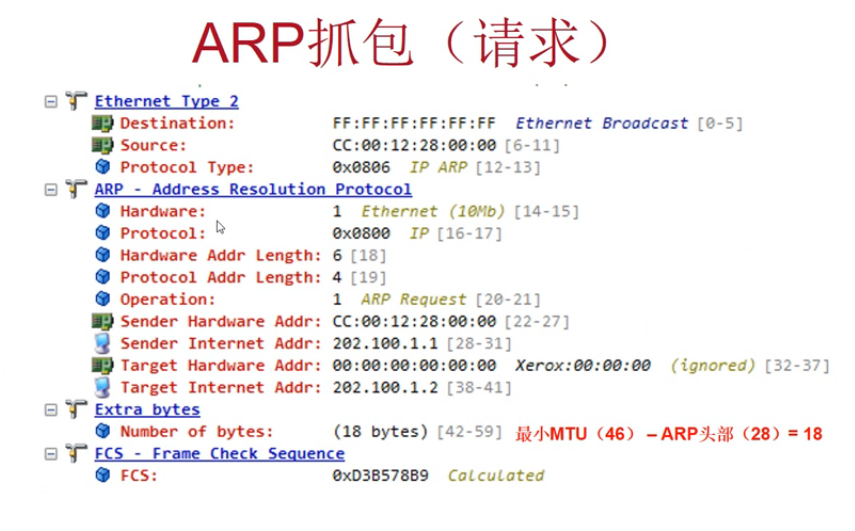 ARP抓包（请求）
Ethernet Type 2
Destination: FF:FF:FF:FF:FF:FF Ethernet Broadcast [0-5]
Source: CC:00:12:28:00:00 [6-11]
Protocol Type: 0x0806 IP ARP [12-13]
ARP - Address Resolution Protocol
Hardware: 1 Ethernet (10Mb) [14-15]
Protocol: 0x0800 IP [16-17]
Hardware Addr Length: 6 [18]
Protocol Addr Length: 4 [19]
Operation: 1 ARP Request [20-21]
Sender Hardware Addr: CC:00:12:28:00:00 [22-27]
Sender Internet Addr: 202.100.1.1 [28-31]
Target Hardware Addr: 00:00:00:00:00:00 Xerox:00:00:00 (ignored) [32-37]
Target Internet Addr: 202.100.1.2 [38-41]
Extra bytes
Number of bytes: (18 bytes) [42-59] 最小MTU（46）–ARP头部（28）= 18
FCS - Frame Check Sequence
FCS: 0xD3B578B9 Calculated